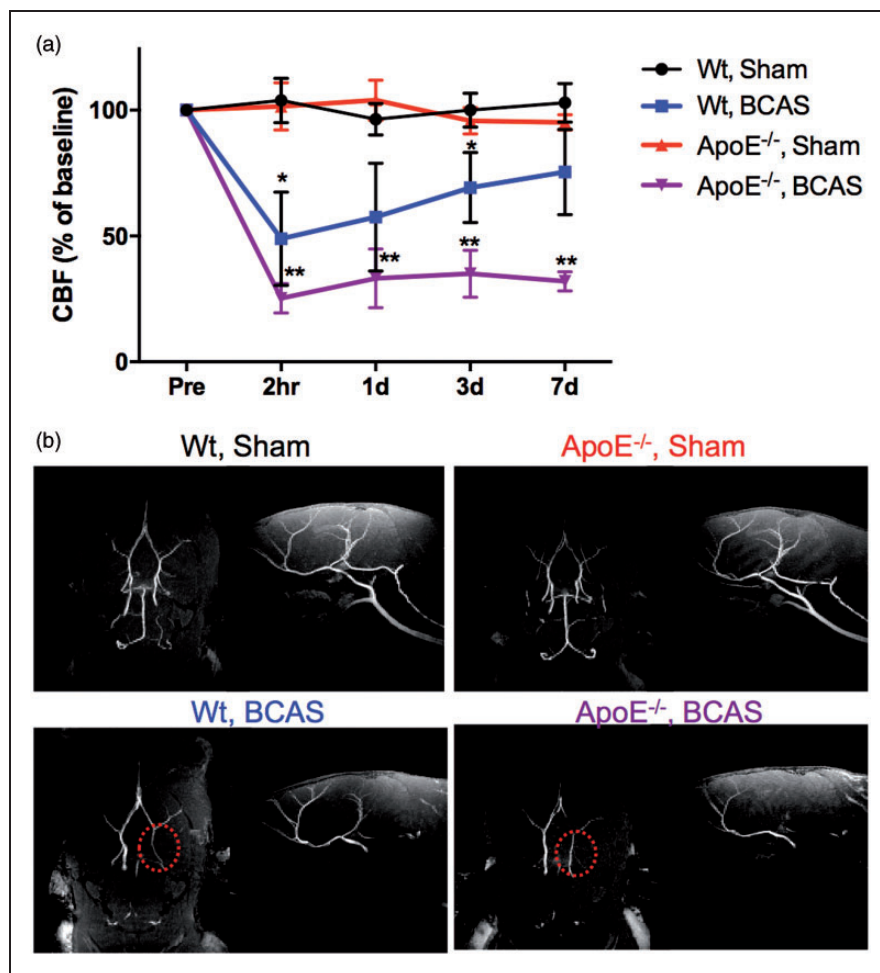 (a)
CBF (% of baseline)
100
50
0
Pre 2hr 1d 3d 7d
* * 
** ** ** **
Wt, Sham
Wt, BCAS
ApoE-/-, Sham
ApoE-/-, BCAS
(b)
Wt, Sham ApoE-/-, Sham
Wt, BCAS ApoE-/-, BCAS